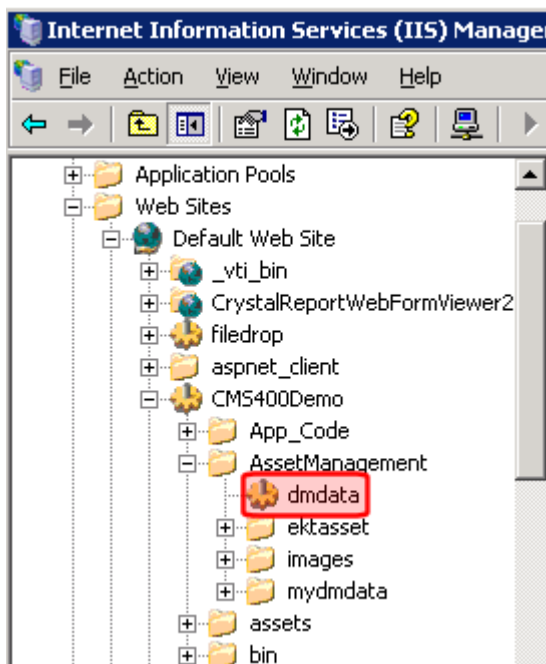 Internet Information Services (IIS) Manage
File Action View Window Help
Application Pools
Web Sites
Default Web Site
_vti_bin
CrystalReportWebFormViewer2
filedrop
aspnet_client
CMS400Demo
App_Code
AssetManagement
dmdata
ektasset
images
mydmdata
assets
bin